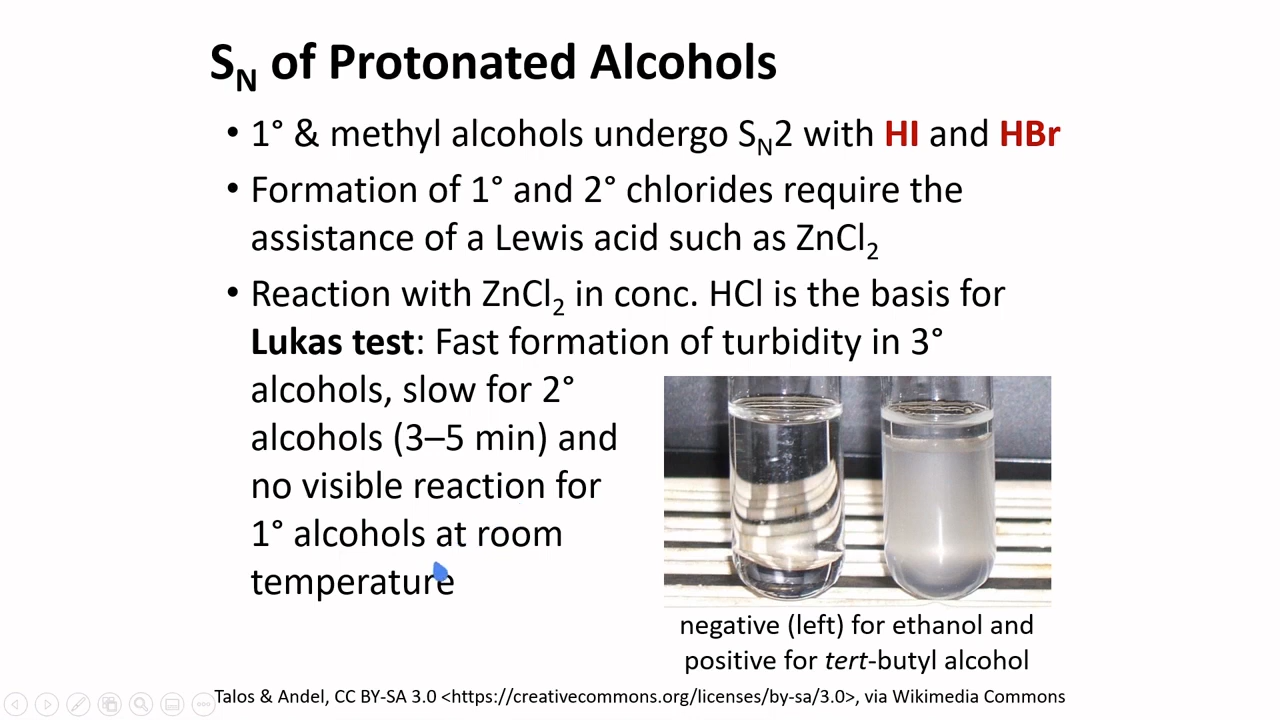 S_N of Protonated Alcohols
• 1° & methyl alcohols undergo S_N2 with HI and HBr
• Formation of 1° and 2° chlorides require the
assistance of a Lewis acid such as ZnCl₂
• Reaction with ZnCl₂ in conc. HCl is the basis for
Lukas test: Fast formation of turbidity in 3°
alcohols, slow for 2°
alcohols (3–5 min) and
no visible reaction for
1° alcohols at room
temperature
negative (left) for ethanol and
positive for tert-butyl alcohol
Talos & Andel, CC BY-SA 3.0 <https://creativecommons.org/licenses/by-sa/3.0>, via Wikimedia Commons